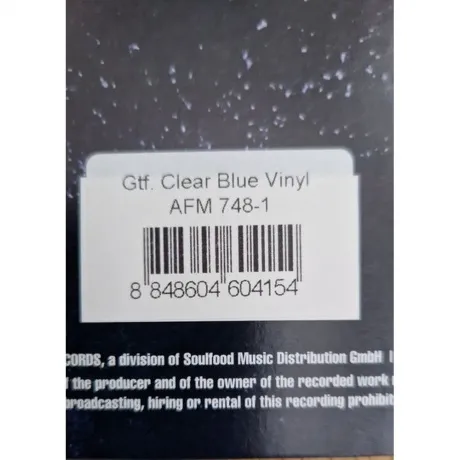 Gtf. Clear Blue Vinyl
AFM 748-1
8 848604 604154
CORDS, a division of Soulfood Music Distribution GmbH
the producer and of the owner of the recorded work
broadcasting, hiring or rental of this recording prohibit